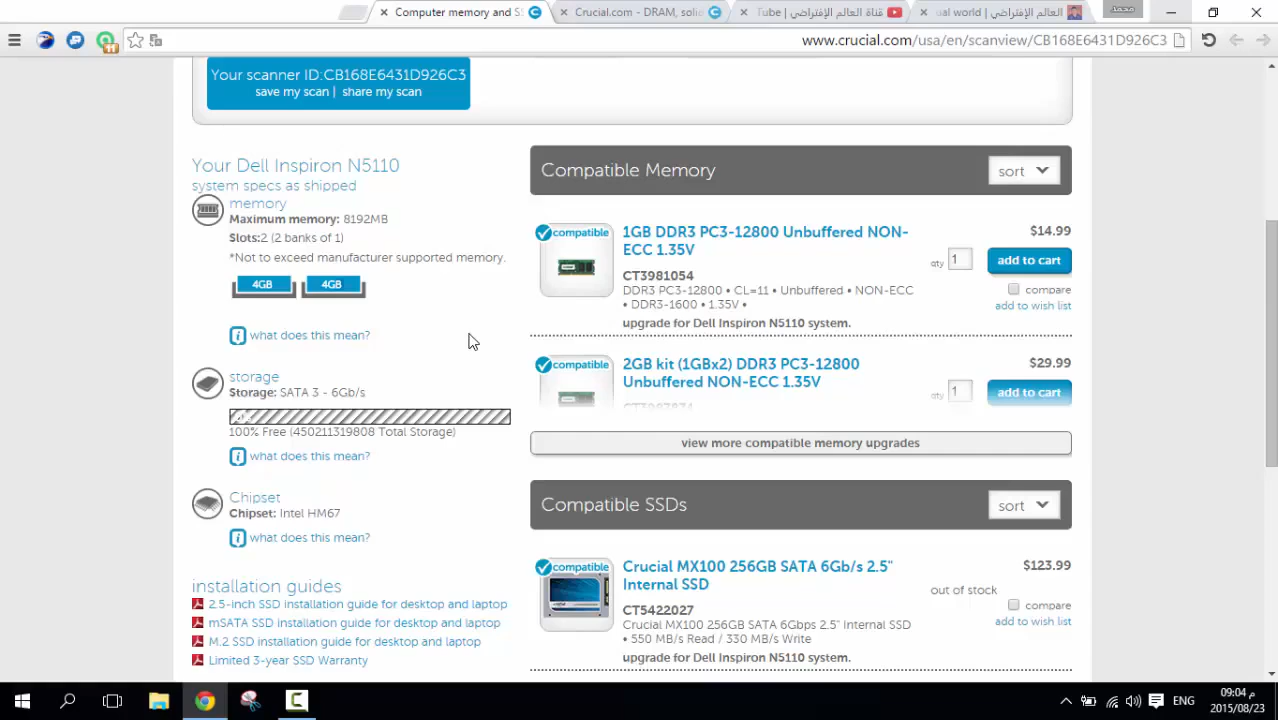 Computer memory and S
Crucial.com - DRAM, solid
قناة العالم الإفتراضي | Tube
العالم الإفتراضي | ual world
محمد
www.crucial.com/usa/en/scanview/CB168E6431D926C3
Your scanner ID:CB168E6431D926C3
save my scan | share my scan
Your Dell Inspiron N5110
system specs as shipped
memory
Maximum memory: 8192MB
Slots:2 (2 banks of 1)
*Not to exceed manufacturer supported memory.
4GB 4GB
what does this mean?
storage
Storage: SATA 3 - 6Gb/s
100% Free (450211319808 Total Storage)
what does this mean?
Chipset
Chipset: Intel HM67
what does this mean?
installation guides
2.5-inch SSD installation guide for desktop and laptop
mSATA SSD installation guide for desktop and laptop
M.2 SSD installation guide for desktop and laptop
Limited 3-year SSD Warranty
Compatible Memory
sort
compatible
1GB DDR3 PC3-12800 Unbuffered NON-
ECC 1.35V
CT3981054
DDR3 PC3-12800 • CL=11 • Unbuffered • NON-ECC
• DDR3-1600 • 1.35V •
upgrade for Dell Inspiron N5110 system.
$14.99
qty 1 add to cart
compare
add to wish list
compatible
2GB kit (1GBx2) DDR3 PC3-12800
Unbuffered NON-ECC 1.35V
$29.99
qty 1 add to cart
view more compatible memory upgrades
Compatible SSDs
sort
compatible
Crucial MX100 256GB SATA 6Gb/s 2.5"
Internal SSD
CT5422027
Crucial MX100 256GB SATA 6Gbps 2.5" Internal SSD
• 550 MB/s Read / 330 MB/s Write
upgrade for Dell Inspiron N5110 system.
$123.99
out of stock
compare
add to wish list
ENG
09:04 م
2015/08/23